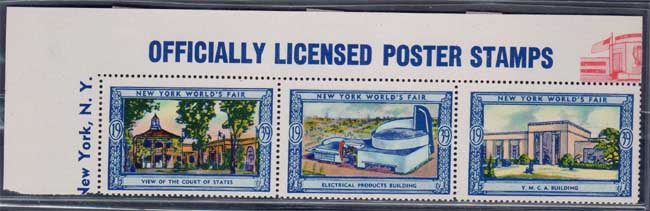 OFFICIALLY LICENSED POSTER STAMPS
New York, N. Y.
NEW YORK WORLD'S FAIR
19 39
VIEW OF THE COURT OF STATES
NEW YORK WORLD'S FAIR
19 39
ELECTRICAL PRODUCTS BUILDING
NEW YORK WORLD'S FAIR
19 39
Y. M. C. A. BUILDING